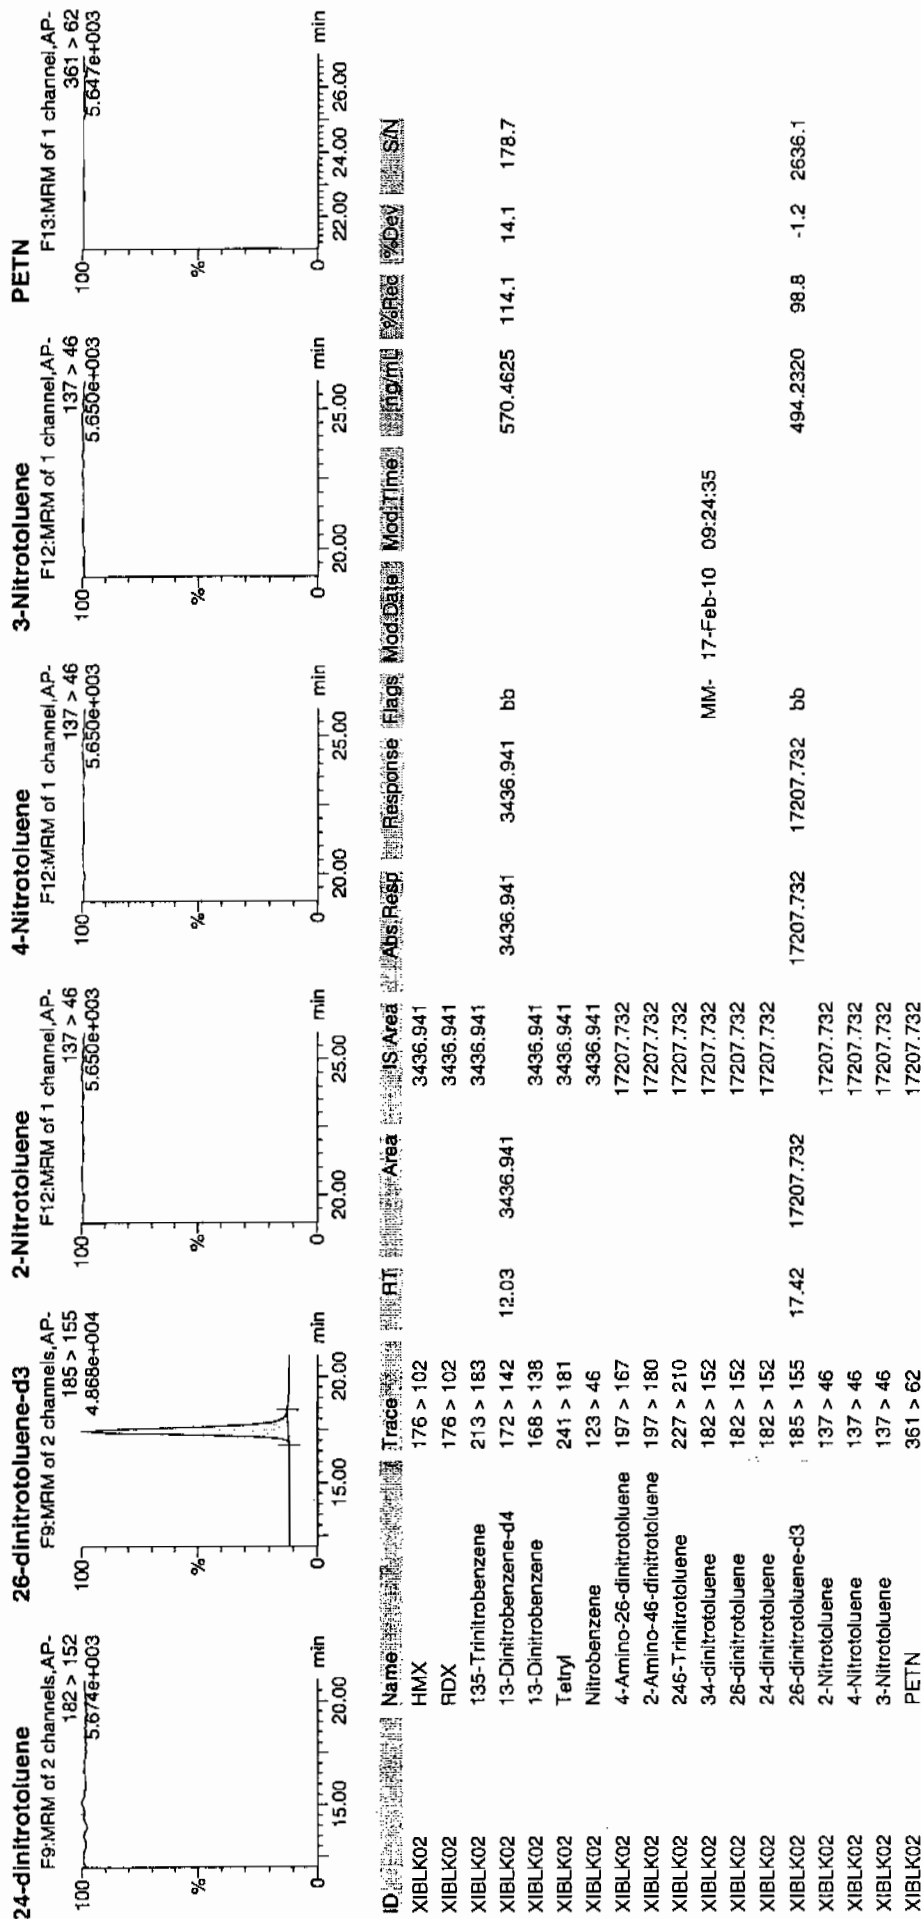 24-dinitrotoluene
F9:MRM of 2 channels,AP-
182 > 152
5.674e+003
100
%
0
15.00 20.00 min
26-dinitrotoluene-d3
F9:MRM of 2 channels,AP-
185 > 155
4.868e+004
100
%
0
15.00 20.00 min
2-Nitrotoluene
F12:MRM of 1 channel,AP-
137 > 46
5.650e+003
100
%
0
20.00 25.00 min
4-Nitrotoluene
F12:MRM of 1 channel,AP-
137 > 46
5.650e+003
100
%
0
20.00 25.00 min
3-Nitrotoluene
F12:MRM of 1 channel,AP-
137 > 46
5.650e+003
100
%
0
20.00 25.00 min
PETN
F13:MRM of 1 channel,AP-
361 > 62
5.647e+003
100
%
0
22.00 24.00 26.00 min
ID Name Trace RT Area IS Area Abs.Resp Response Flags Mod.Date Mod.Time ng/mL %Rec %Dev S/N
XIBLK02 HMX 176 > 102 3436.941
XIBLK02 RDX 176 > 102 3436.941
XIBLK02 135-Trinitrobenzene 213 > 183 3436.941
XIBLK02 13-Dinitrobenzene-d4 172 > 142 12.03 3436.941 3436.941 3436.941 bb 570.4625 114.1 14.1 178.7
XIBLK02 13-Dinitrobenzene 168 > 138 3436.941
XIBLK02 Tetryl 241 > 181 3436.941
XIBLK02 Nitrobenzene 123 > 46 3436.941
XIBLK02 4-Amino-26-dinitrotoluene 197 > 167 17207.732
XIBLK02 2-Amino-46-dinitrotoluene 197 > 180 17207.732
XIBLK02 246-Trinitrotoluene 227 > 210 17207.732
XIBLK02 34-dinitrotoluene 182 > 152 17207.732 MM- 17-Feb-10 09:24:35
XIBLK02 26-dinitrotoluene 182 > 152 17207.732
XIBLK02 24-dinitrotoluene 182 > 152 17207.732
XIBLK02 26-dinitrotoluene-d3 185 > 155 17.42 17207.732 17207.732 17207.732 bb 494.2320 98.8 -1.2 2636.1
XIBLK02 2-Nitrotoluene 137 > 46 17207.732
XIBLK02 4-Nitrotoluene 137 > 46 17207.732
XIBLK02 3-Nitrotoluene 137 > 46 17207.732
XIBLK02 PETN 361 > 62 17207.732